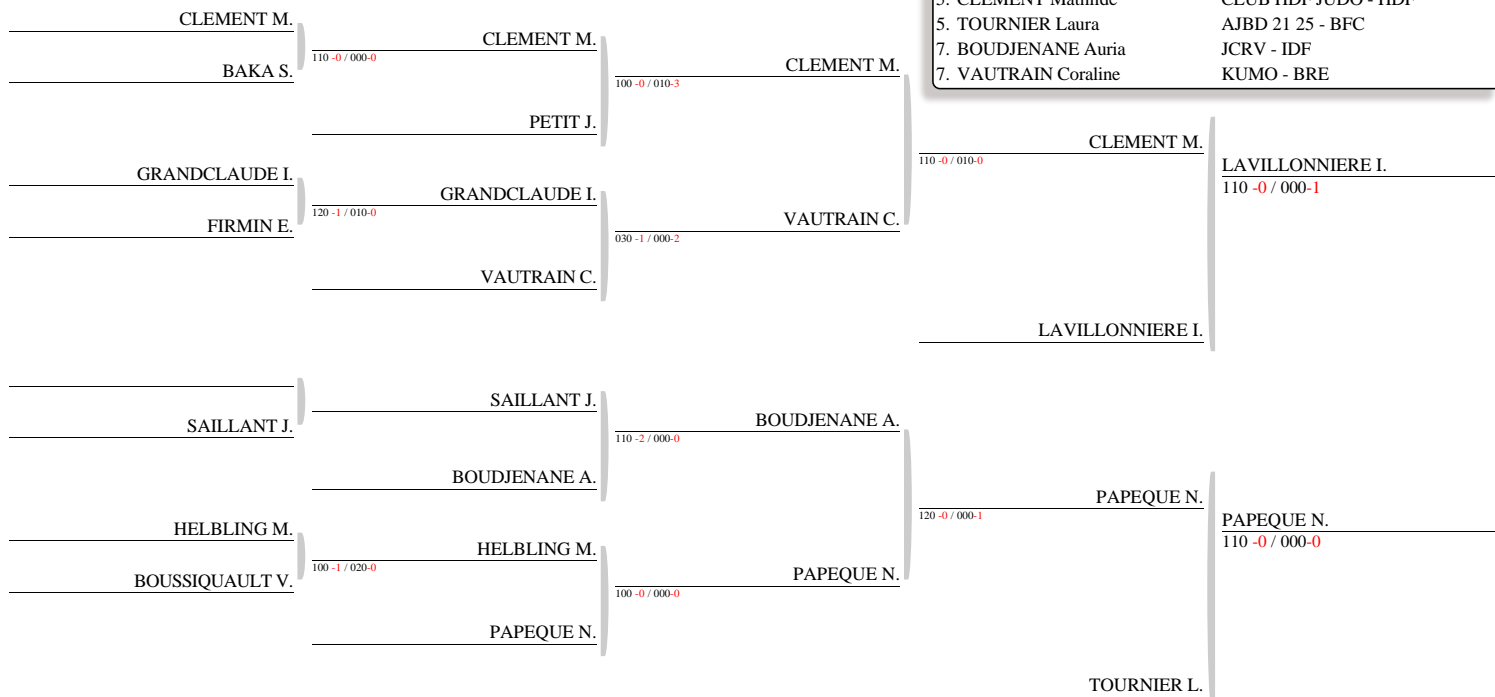 CLEMENT M.
BAKA S.
GRANDCLAUDE I.
FIRMIN E.
SAILLANT J.
HELBLING M.
BOUSSIQUAULT V.
CLEMENT M.
110 -0 / 000-0
PETIT J.
GRANDCLAUDE I.
120 -1 / 010-0
VAUTRAIN C.
SAILLANT J.
BOUDJENANE A.
HELBLING M.
100 -1 / 020-0
PAPEQUE N.
CLEMENT M.
100 -0 / 010-3
VAUTRAIN C.
030 -1 / 000-2
BOUDJENANE A.
110 -2 / 000-0
PAPEQUE N.
100 -0 / 000-0
5. CLEMENT Mathilde CLUB HDF JUDO - HDF
5. TOURNIER Laura AJBD 21 25 - BFC
7. BOUDJENANE Auria JCRV - IDF
7. VAUTRAIN Coraline KUMO - BRE
CLEMENT M.
110 -0 / 010-0
LAVILLONNIERE I.
PAPEQUE N.
120 -0 / 000-1
TOURNIER L.
LAVILLONNIERE I.
110 -0 / 000-1
PAPEQUE N.
110 -0 / 000-0